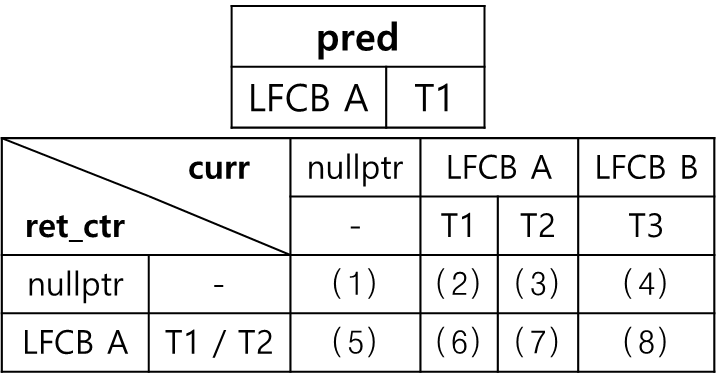 pred
LFCB A T1
curr nullptr LFCB A LFCB B
ret_ctr - T1 T2 T3
nullptr - (1) (2) (3) (4)
LFCB A T1 / T2 (5) (6) (7) (8)